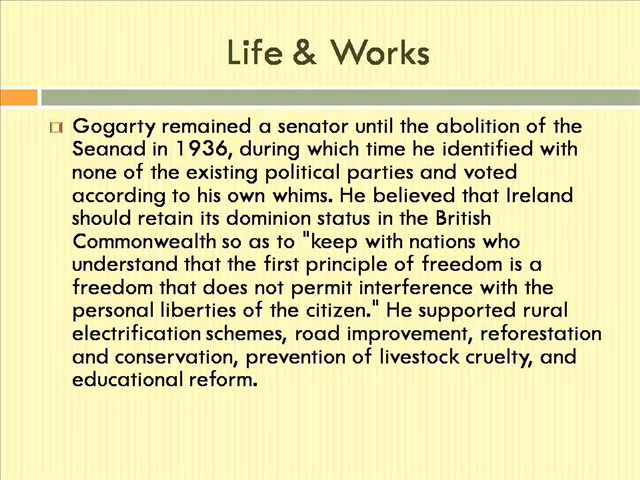 Life & Works
Gogarty remained a senator until the abolition of the
Seanad in 1936, during which time he identified with
none of the existing political parties and voted
according to his own whims. He believed that Ireland
should retain its dominion status in the British
Commonwealth so as to "keep with nations who
understand that the first principle of freedom is a
freedom that does not permit interference with the
personal liberties of the citizen." He supported rural
electrification schemes, road improvement, reforestation
and conservation, prevention of livestock cruelty, and
educational reform.